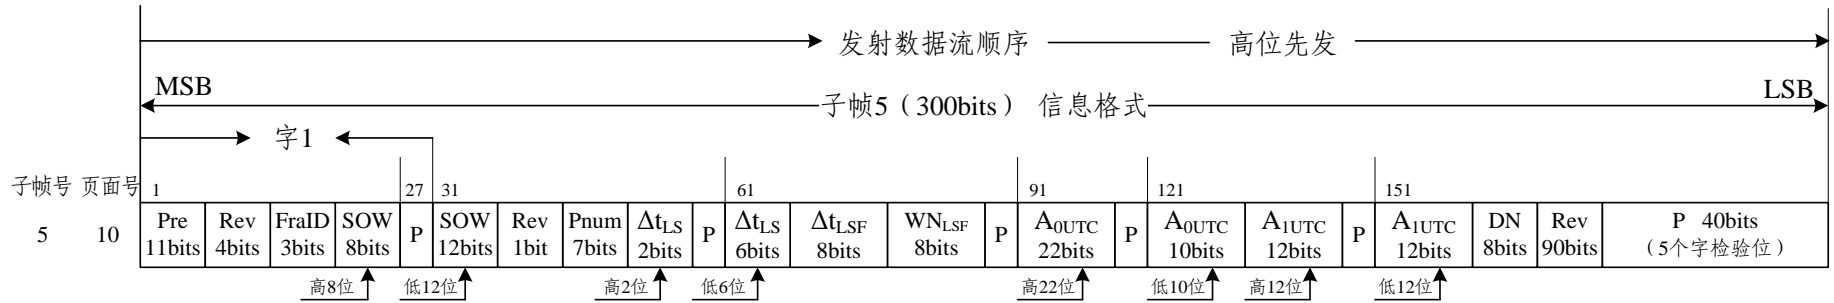 发射数据流顺序 高位先发
MSB LSB
子帧5（300bits） 信息格式
字1
子帧号 页面号 1 27 31 61 91 121 151
Pre Rev FraID SOW P SOW Rev Pnum Δt_LS P Δt_LS Δt_LSF WN_LSF P A_0UTC P A_0UTC A_1UTC P A_1UTC DN Rev P 40bits
5 10 11bits 4bits 3bits 8bits 12bits 1bit 7bits 2bits 6bits 8bits 8bits 22bits 10bits 12bits 12bits 8bits 90bits （5个字检验位）
高8位 低12位 高2位 低6位 高22位 低10位 高12位 低12位